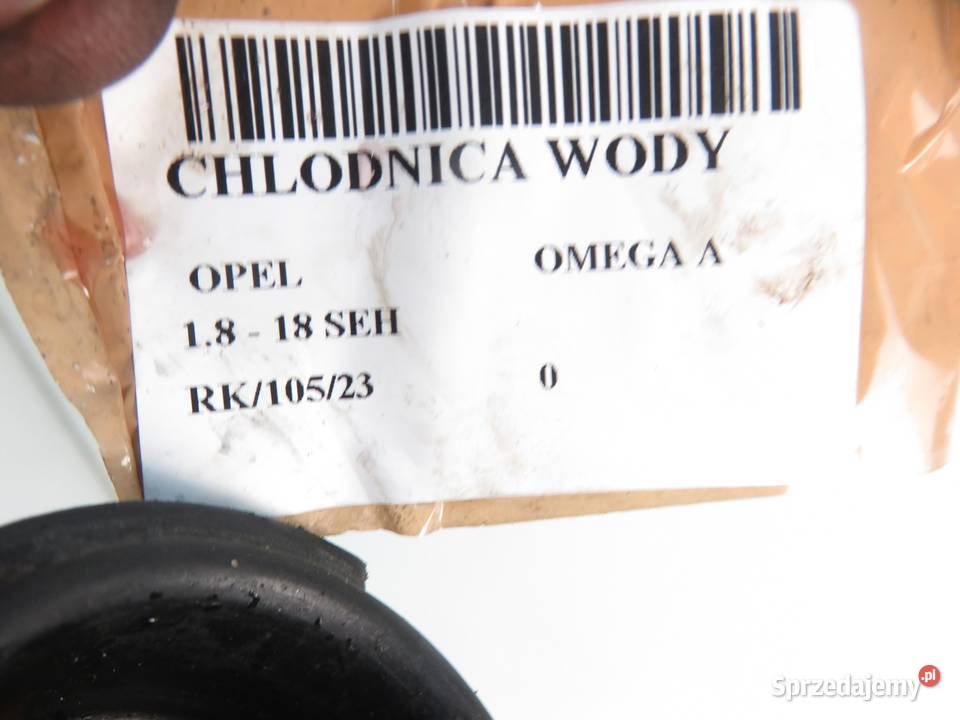 CHLODNICA WODY
OPEL OMEGA A
1.8 - 18 SEH
RK/105/23 0
Sprzedajemy.pl